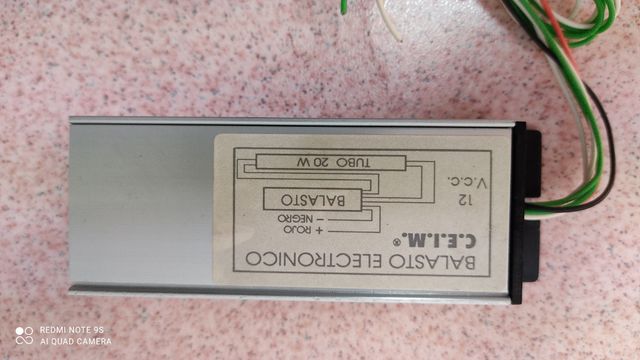 BALASTO ELECTRONICO
C.E.I.M.®
12
V.C.C.
+ ROJO
− NEGRO
BALASTO
TUBO 20 W
REDMI NOTE 9S
AI QUAD CAMERA